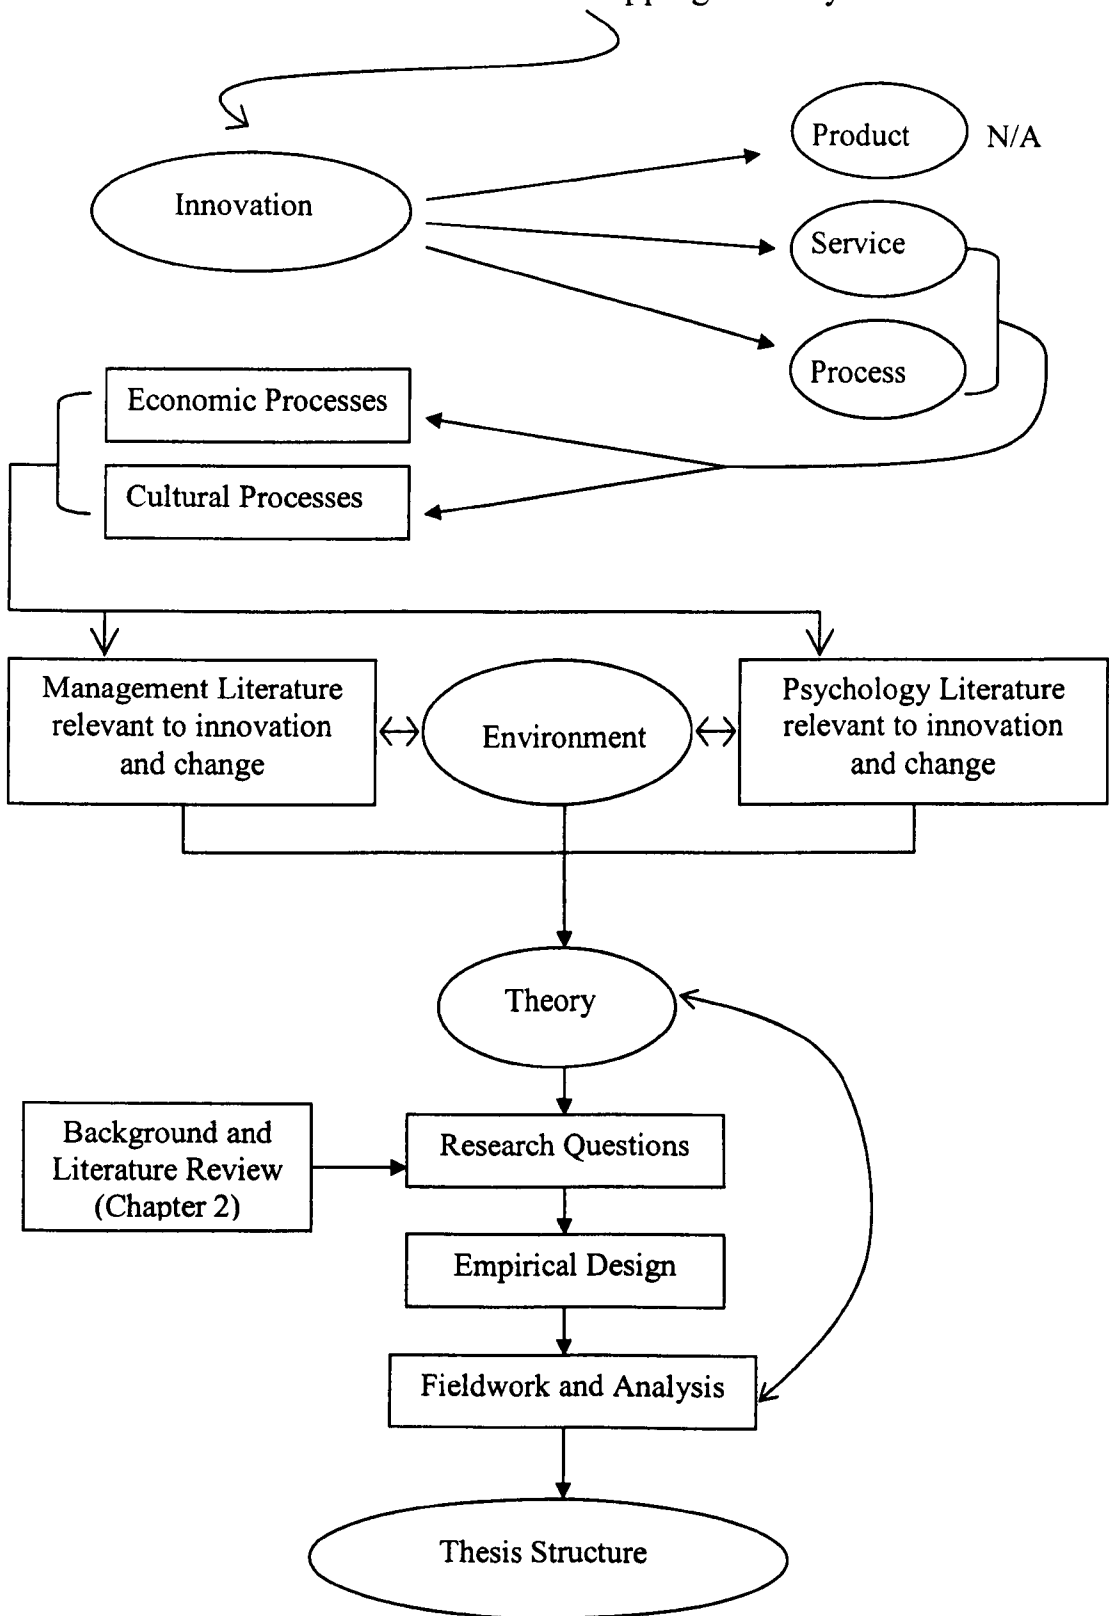 Product
N/A
Innovation
Service
Process
Economic Processes
Cultural Processes
Management Literature
relevant to innovation
and change
Environment
Psychology Literature
relevant to innovation
and change
Theory
Background and
Literature Review
(Chapter 2)
Research Questions
Empirical Design
Fieldwork and Analysis
Thesis Structure